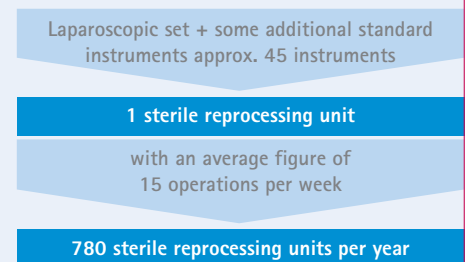 Laparoscopic set + some additional standard
instruments approx. 45 instruments
1 sterile reprocessing unit
with an average figure of
15 operations per week
780 sterile reprocessing units per year